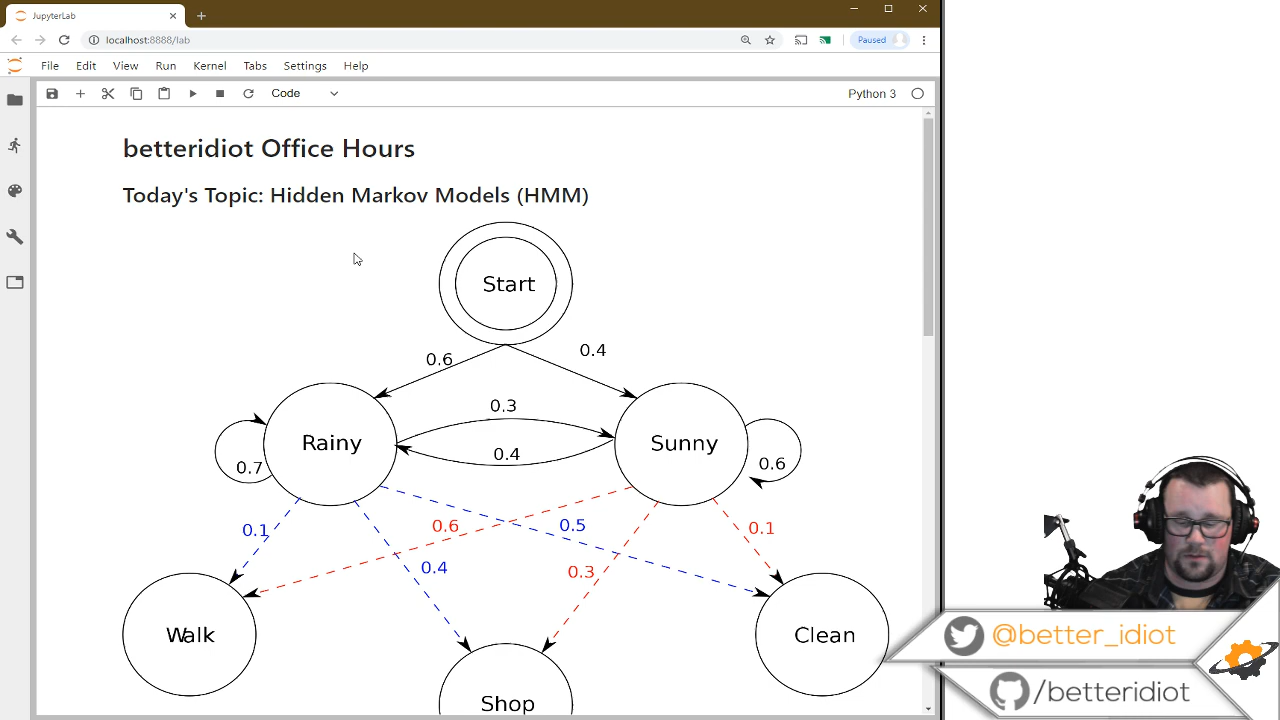 JupyterLab
localhost:8888/lab
Paused
File Edit View Run Kernel Tabs Settings Help
Code
Python 3
betteridiot Office Hours
Today's Topic: Hidden Markov Models (HMM)
Start
0.6
0.4
0.3
Rainy
Sunny
0.4
0.7
0.6
0.1
0.6
0.5
0.1
0.4
0.3
Walk
Clean
Shop
@better_idiot
/betteridiot